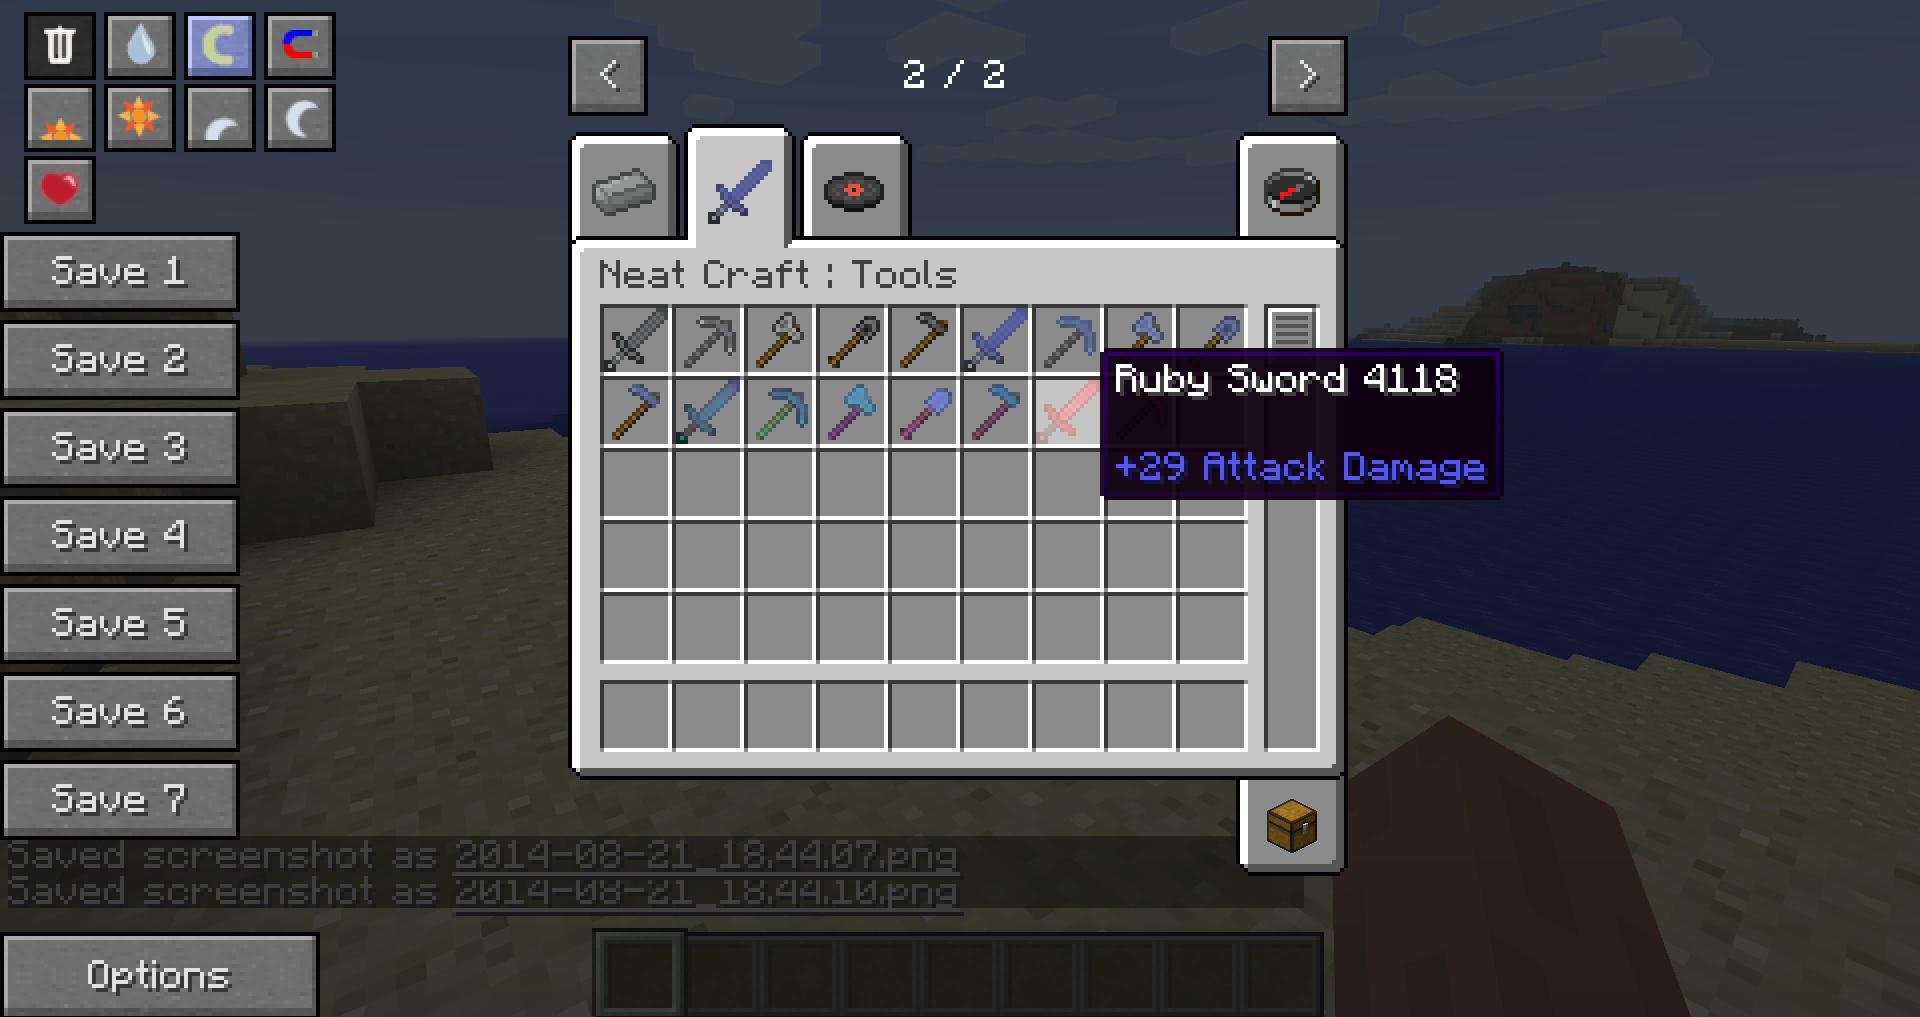 2 / 2
Neat Craft : Tools
Ruby Sword 4118
+29 Attack Damage
Save 1
Save 2
Save 3
Save 4
Save 5
Save 6
Save 7
Saved screenshot as 2014-08-21_18.44.07.png
Saved screenshot as 2014-08-21_18.44.10.png
Options